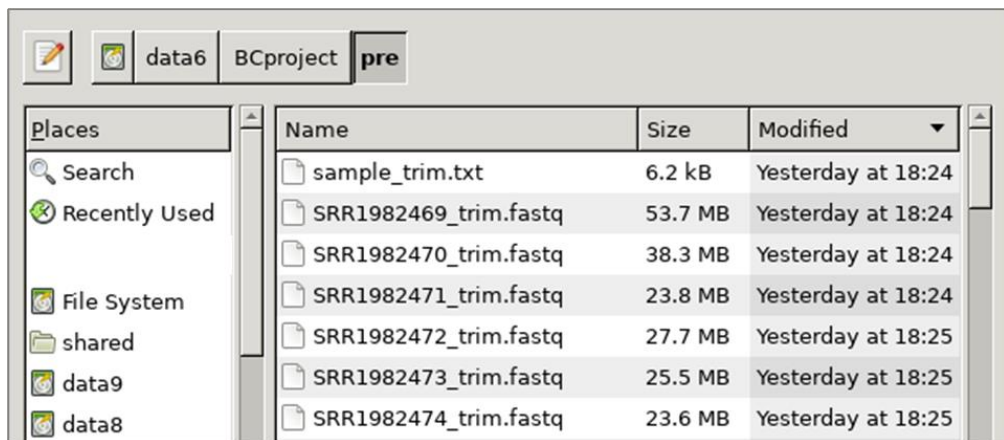 data6 BCproject pre
Places
Search
Recently Used
File System
shared
data9
data8
Name Size Modified
sample_trim.txt 6.2 kB Yesterday at 18:24
SRR1982469_trim.fastq 53.7 MB Yesterday at 18:24
SRR1982470_trim.fastq 38.3 MB Yesterday at 18:24
SRR1982471_trim.fastq 23.8 MB Yesterday at 18:24
SRR1982472_trim.fastq 27.7 MB Yesterday at 18:25
SRR1982473_trim.fastq 25.5 MB Yesterday at 18:25
SRR1982474_trim.fastq 23.6 MB Yesterday at 18:25